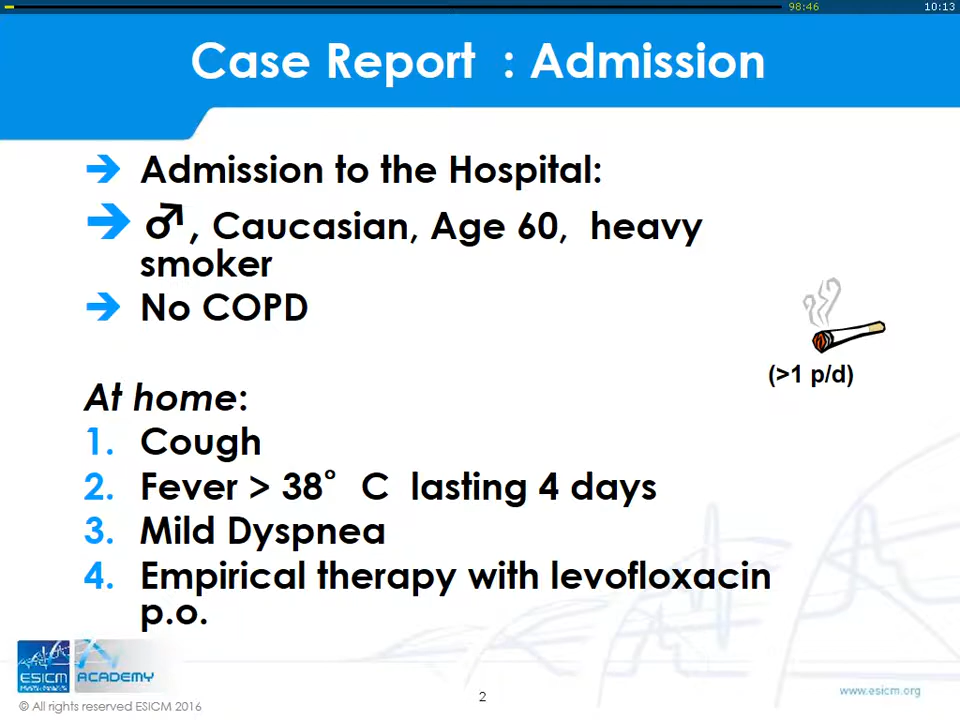 98:46 10:13
Case Report : Admission
➔ Admission to the Hospital:
➔ ♂, Caucasian, Age 60, heavy
smoker
➔ No COPD
(>1 p/d)
At home:
1. Cough
2. Fever > 38° C lasting 4 days
3. Mild Dyspnea
4. Empirical therapy with levofloxacin
p.o.
ESICM ACADEMY
© All rights reserved ESICM 2016
2
www.esicm.org